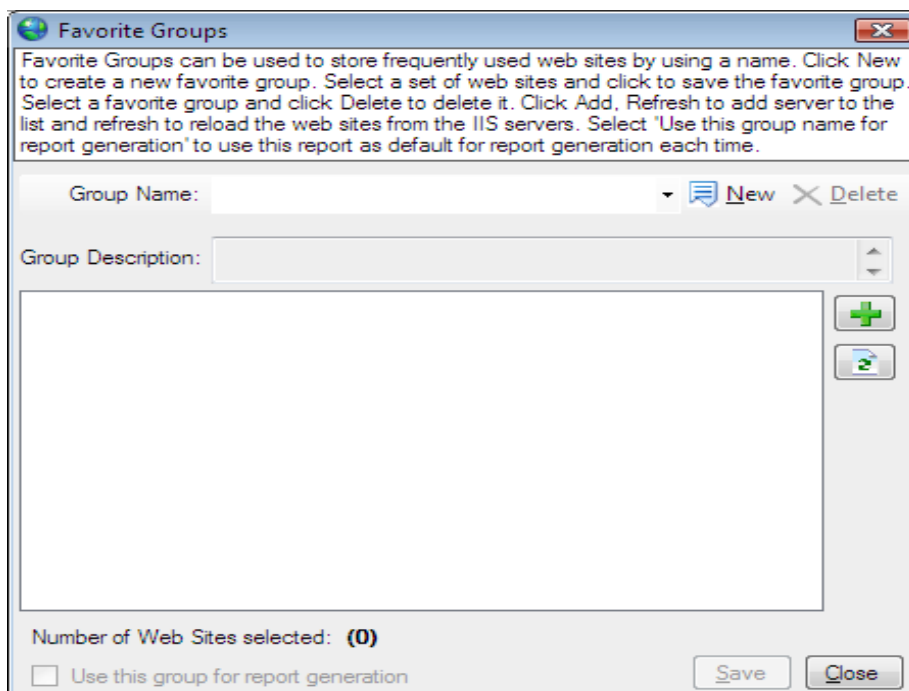 Favorite Groups
Favorite Groups can be used to store frequently used web sites by using a name. Click New
to create a new favorite group. Select a set of web sites and click to save the favorite group.
Select a favorite group and click Delete to delete it. Click Add, Refresh to add server to the
list and refresh to reload the web sites from the IIS servers. Select "Use this group name for
report generation" to use this report as default for report generation each time.
Group Name: New Delete
Group Description:
Number of Web Sites selected: (0)
Use this group for report generation Save Close